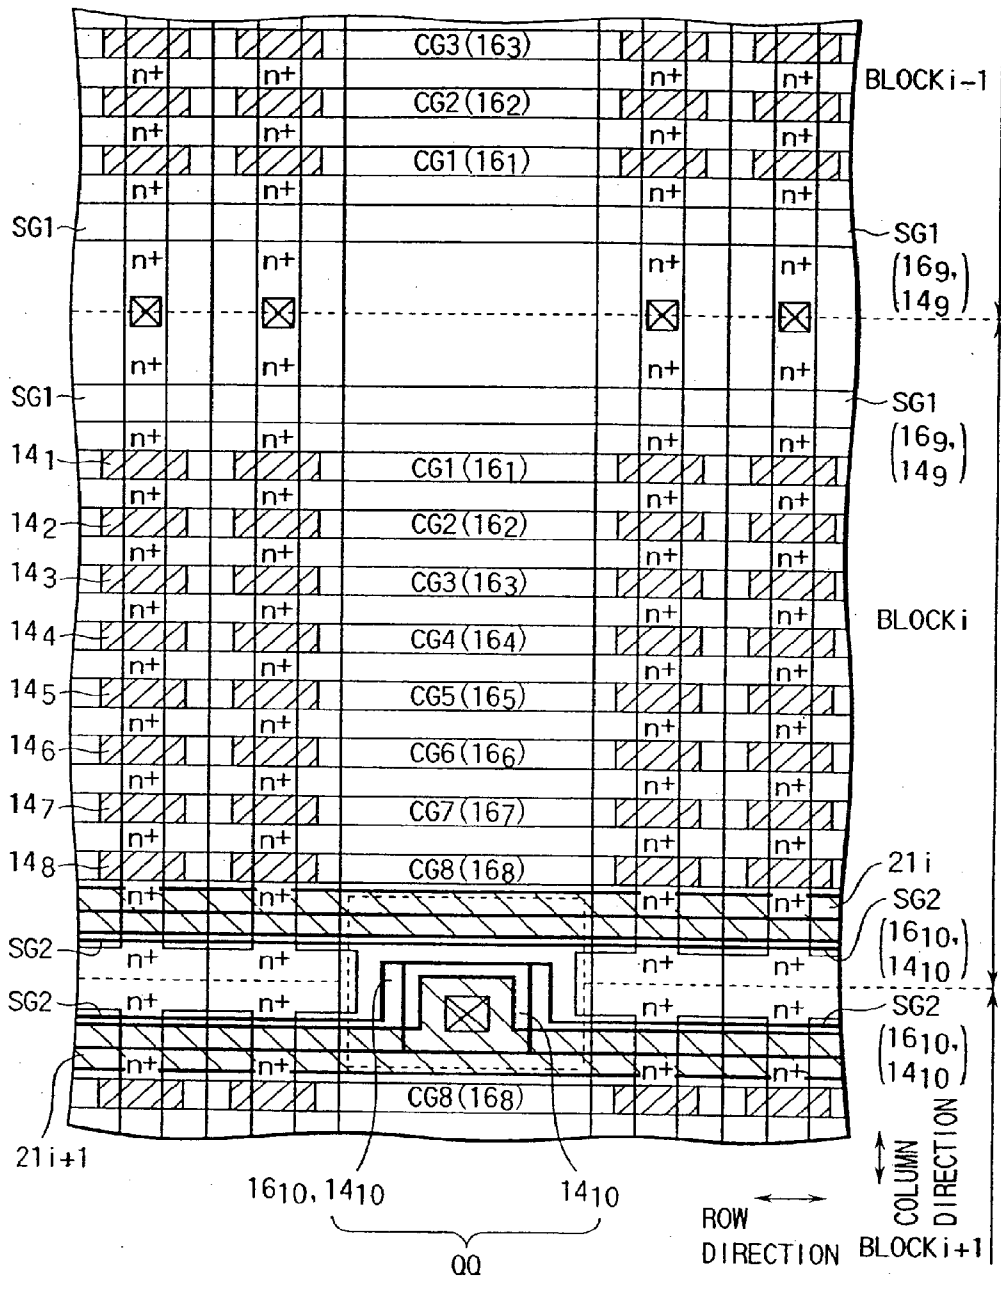 CG3(163)
n+ n+ n+ n+ BLOCKi-1
CG2(162)
n+ n+ n+ n+
CG1(161)
n+ n+ n+ n+
SG1 SG1
n+ n+ n+ n+ (169,
149)
n+ n+ n+ n+
SG1 SG1
n+ n+ n+ n+ (169,
149)
141 CG1(161)
n+ n+ n+ n+
142 CG2(162)
n+ n+ n+ n+
143 CG3(163)
n+ n+ n+ n+ BLOCKi
144 CG4(164)
n+ n+ n+ n+
145 CG5(165)
n+ n+ n+ n+
146 CG6(166)
n+ n+ n+ n+
147 CG7(167)
n+ n+ n+ n+
148 CG8(168) 21i
n+ n+ n+ n+ SG2
SG2 (1610,
1410)
n+ n+ n+ n+
SG2 SG2
n+ n+ n+ n+ (1610,
1410)
n+ n+
CG8(168)
21i+1
1610, 1410 1410
QQ
ROW
DIRECTION
COLUMN
DIRECTION
BLOCKi+1